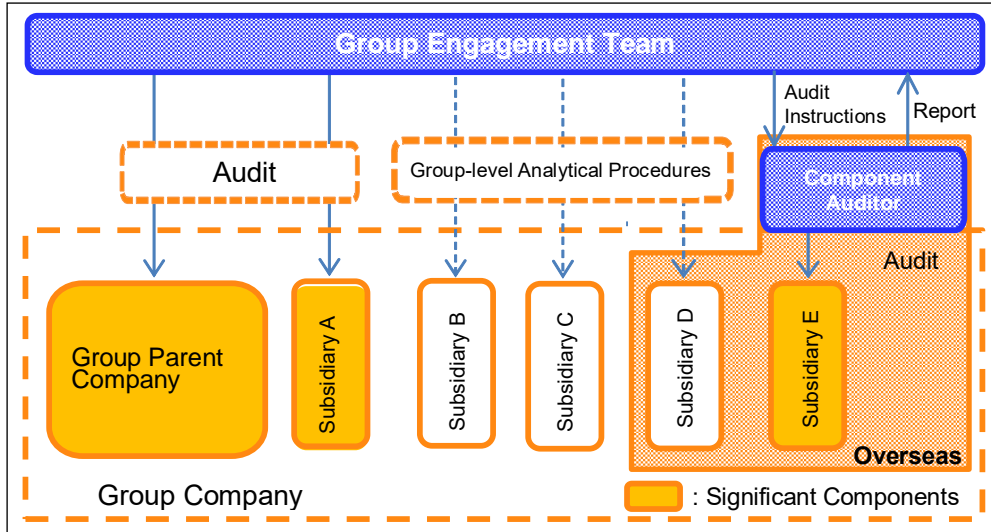 Group Engagement Team
Audit
Instructions
Report
Audit
Group-level Analytical Procedures
Component
Auditor
Audit
Group Parent
Company
Subsidiary A
Subsidiary B
Subsidiary C
Subsidiary D
Subsidiary E
Overseas
Group Company
: Significant Components